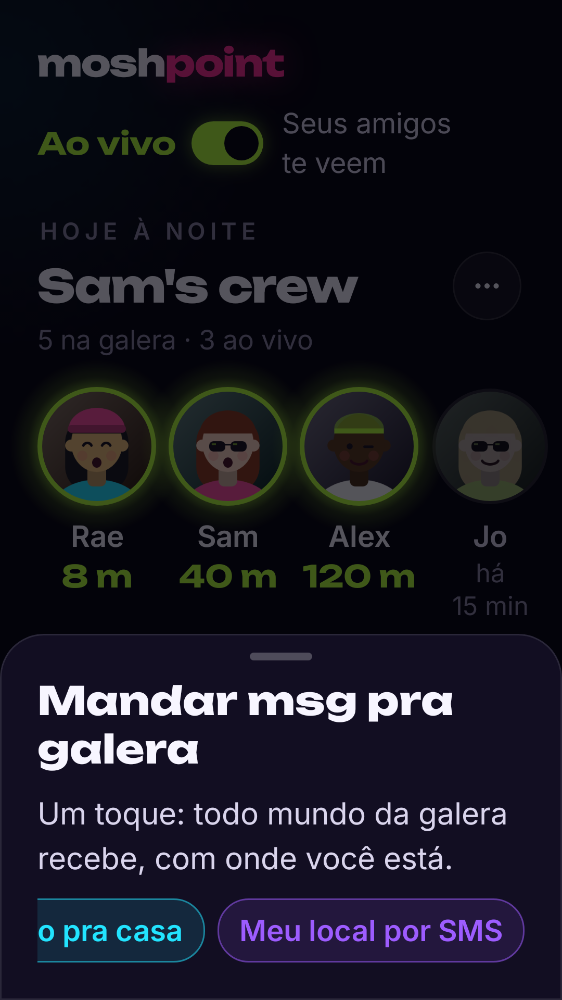 moshpoint
Ao vivo
Seus amigos
te veem
HOJE À NOITE
Sam's crew
5 na galera · 3 ao vivo
Rae Sam Alex Jo
8 m 40 m 120 m há
15 min
Mandar msg pra
galera
Um toque: todo mundo da galera
recebe, com onde você está.
o pra casa Meu local por SMS